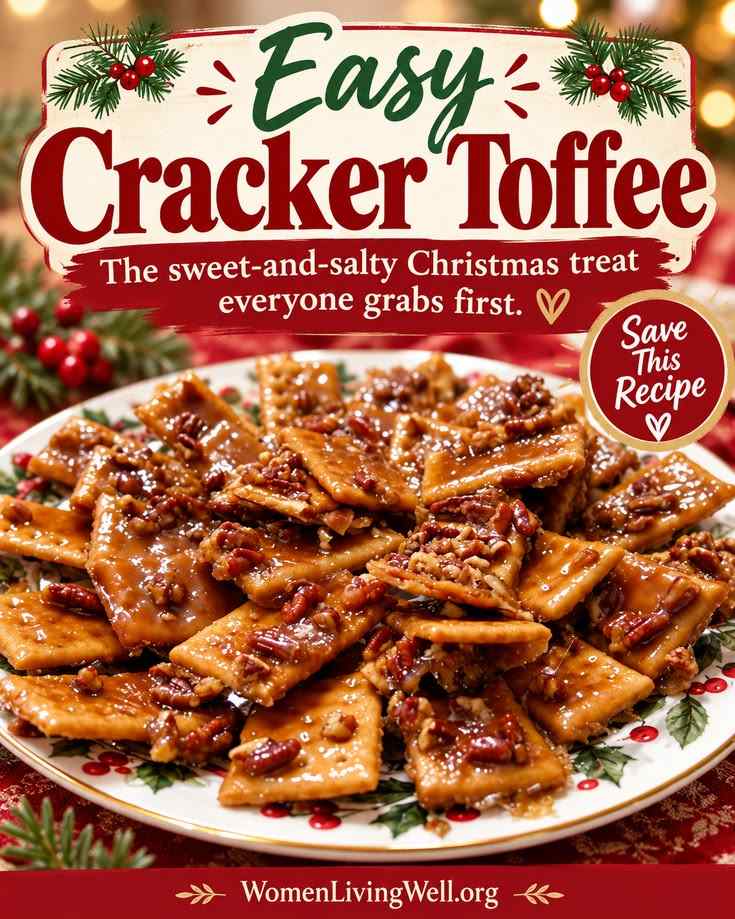 Easy
Cracker Toffee
The sweet-and-salty Christmas treat
everyone grabs first.
Save
This
Recipe
WomenLivingWell.org